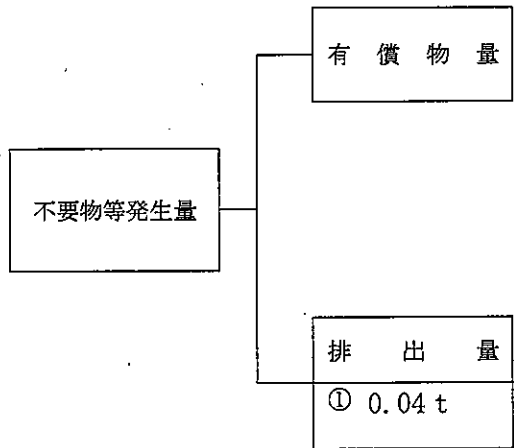 有償物量
不要物等発生量
排出量
① 0.04 t